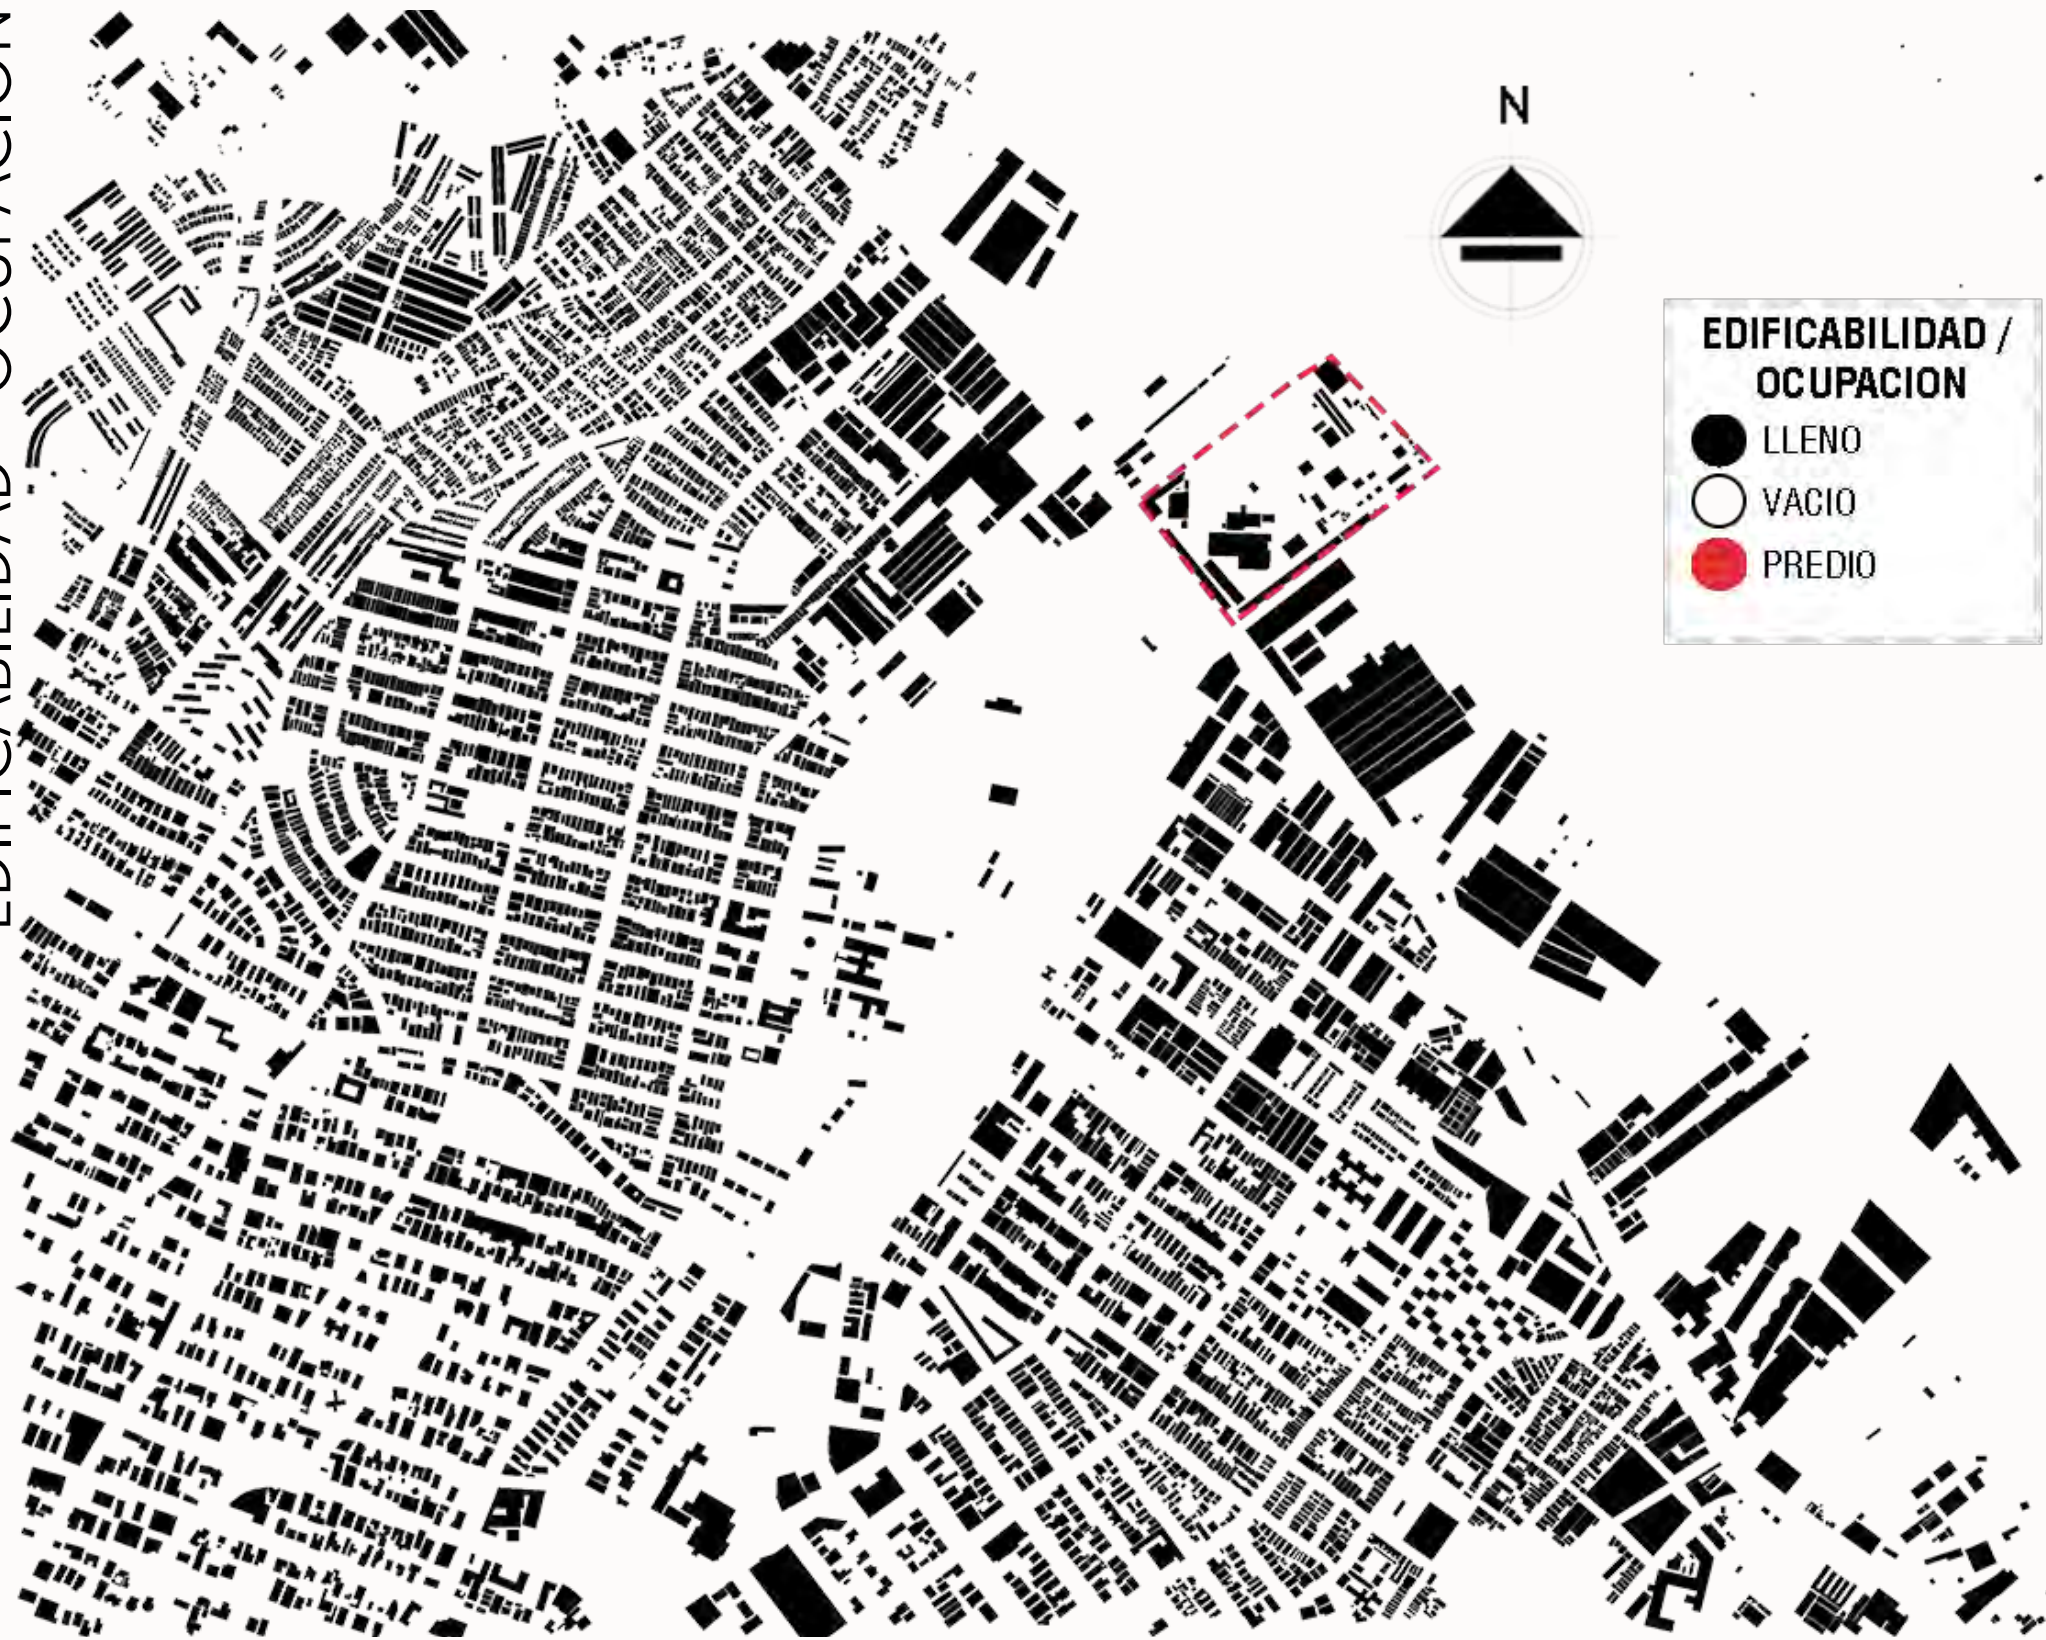 N
EDIFICABILIDAD /
OCUPACION
LLENO
VACIO
PREDIO